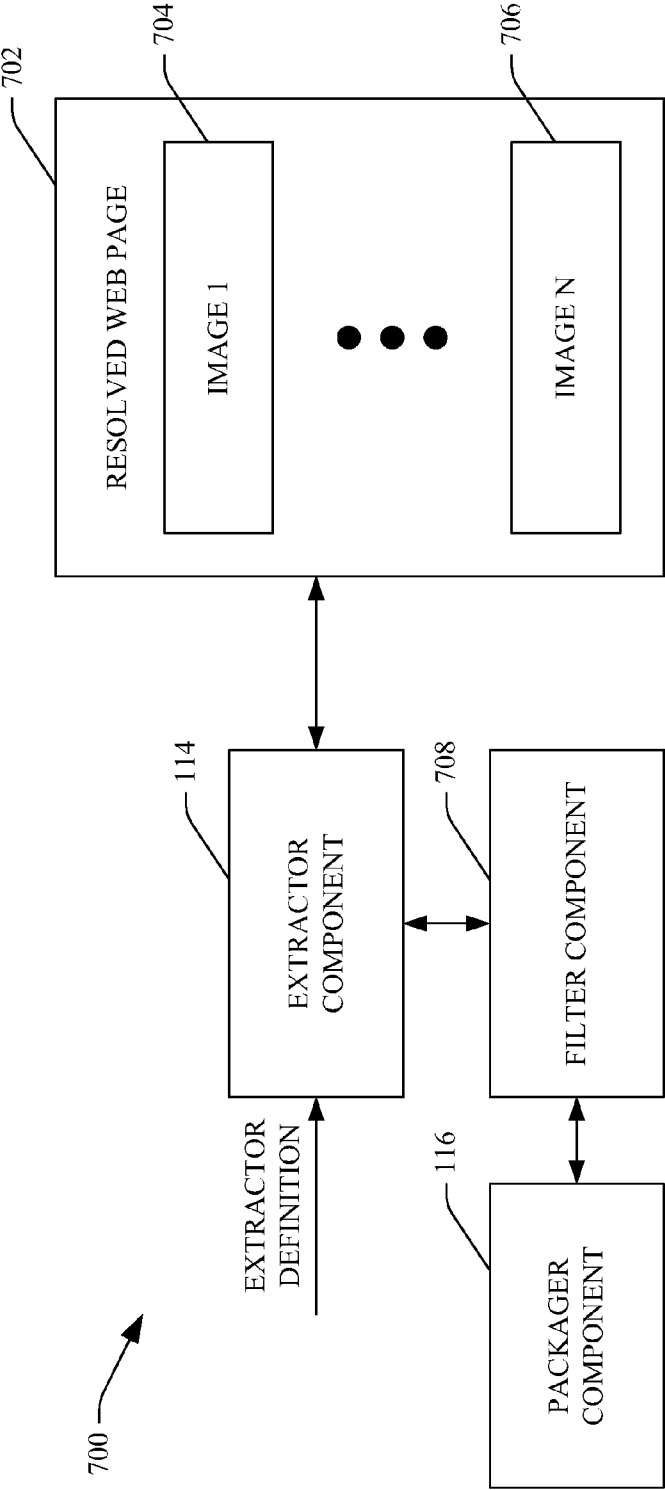 700
EXTRACTOR
DEFINITION
114
EXTRACTOR
COMPONENT
702
RESOLVED WEB PAGE
704
IMAGE 1
706
IMAGE N
116
PACKAGER
COMPONENT
708
FILTER COMPONENT